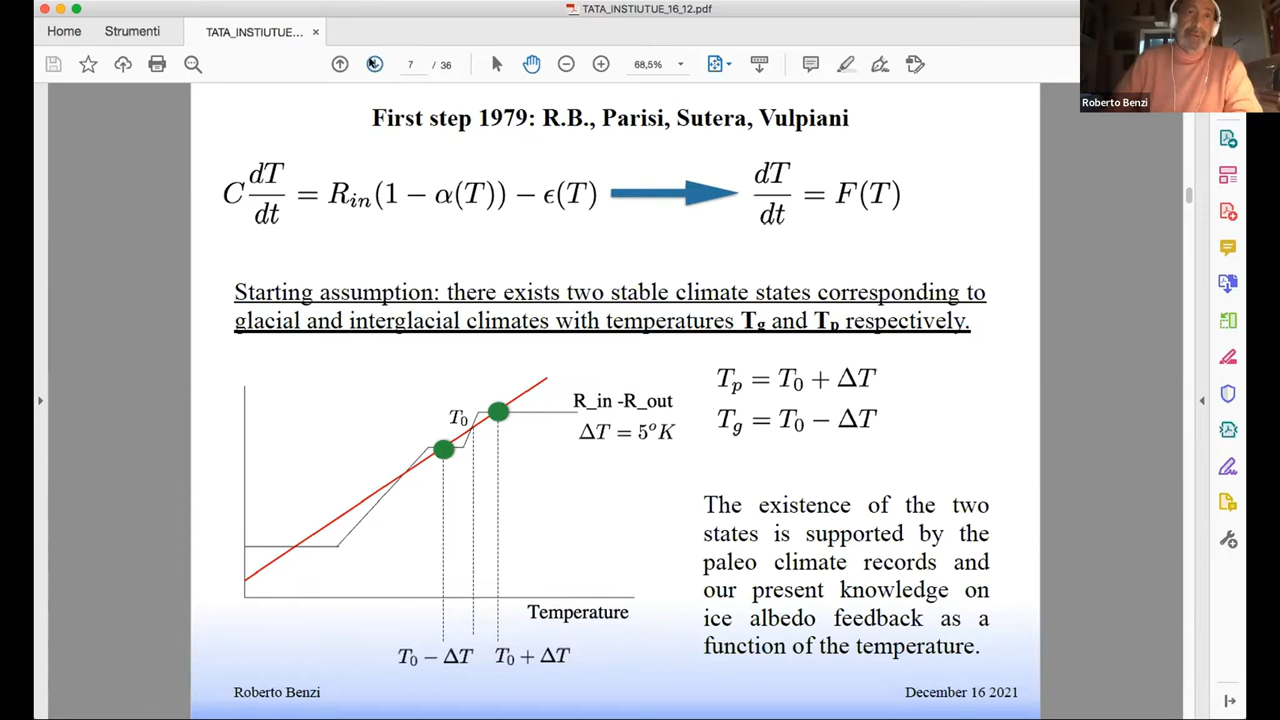 TATA_INSTIUTUE_16_12.pdf
Home Strumenti TATA_INSTIUTUE... ×
7 / 36 68,5%
Roberto Benzi
First step 1979: R.B., Parisi, Sutera, Vulpiani
C dT/dt = R_in(1 − α(T)) − ϵ(T) dT/dt = F(T)
Starting assumption: there exists two stable climate states corresponding to
glacial and interglacial climates with temperatures T_g and T_p respectively.
T_p = T_0 + ΔT
T_g = T_0 − ΔT
T_0
R_in -R_out
ΔT = 5°K
Temperature
T_0 − ΔT T_0 + ΔT
The existence of the two
states is supported by the
paleo climate records and
our present knowledge on
ice albedo feedback as a
function of the temperature.
Roberto Benzi December 16 2021